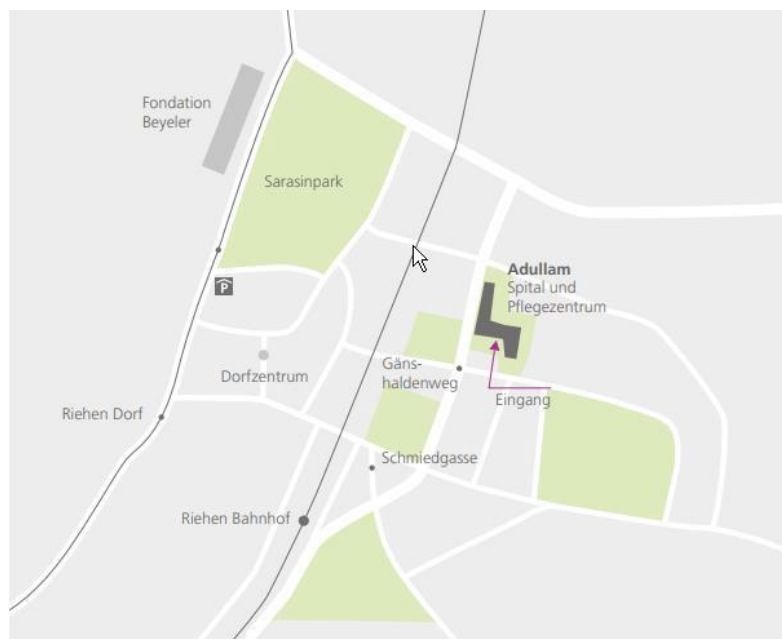 Fondation
Beyeler
Sarasinpark
P
Adullam
Spital und
Pflegezentrum
Gäns-
haldenweg
Dorfzentrum
Eingang
Riehen Dorf
Schmiedgasse
Riehen Bahnhof